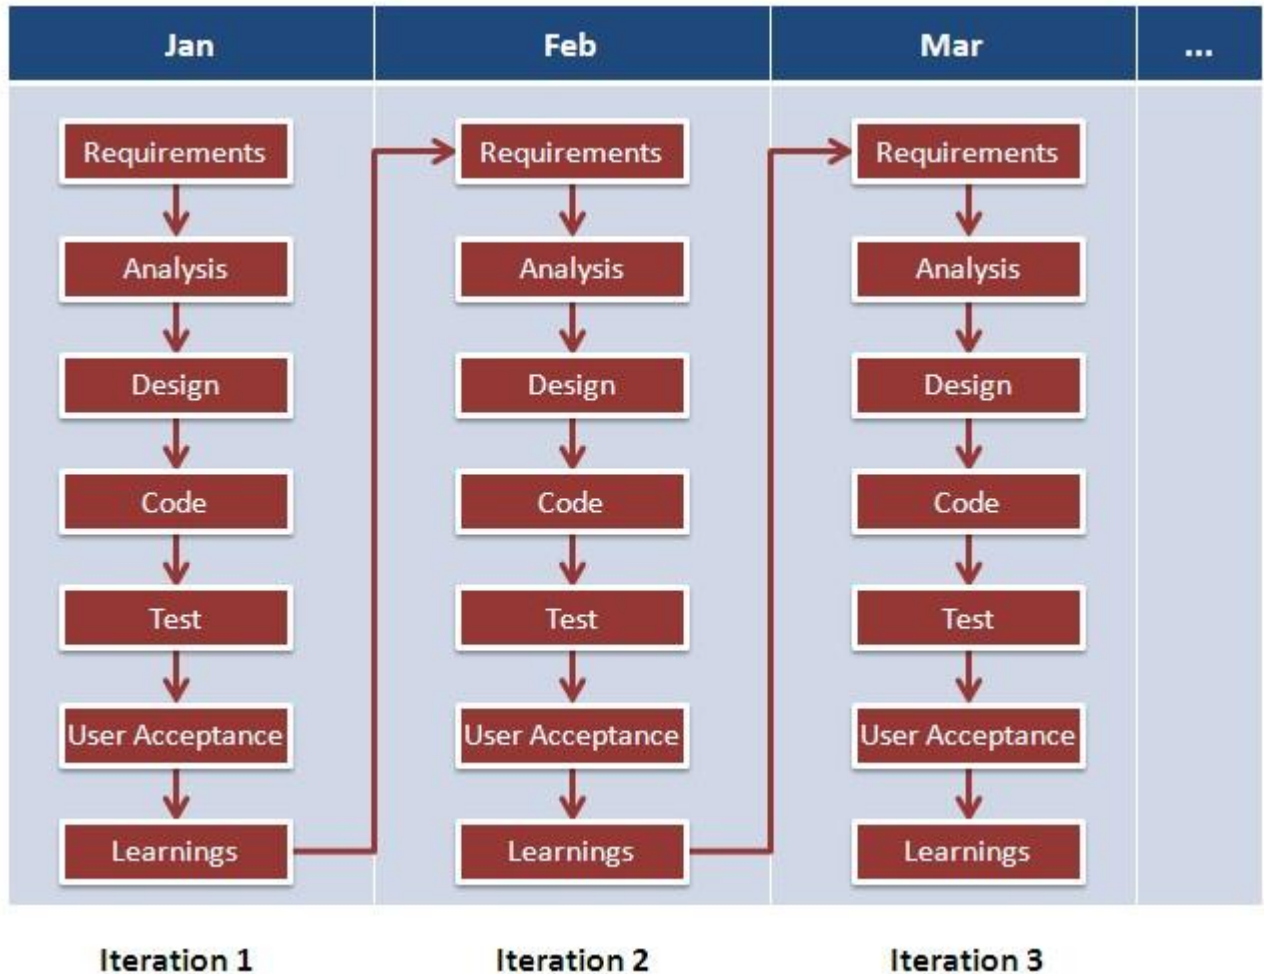 Jan
Feb
Mar
...
Requirements
Analysis
Design
Code
Test
User Acceptance
Learnings
Requirements
Analysis
Design
Code
Test
User Acceptance
Learnings
Requirements
Analysis
Design
Code
Test
User Acceptance
Learnings
Iteration 1
Iteration 2
Iteration 3